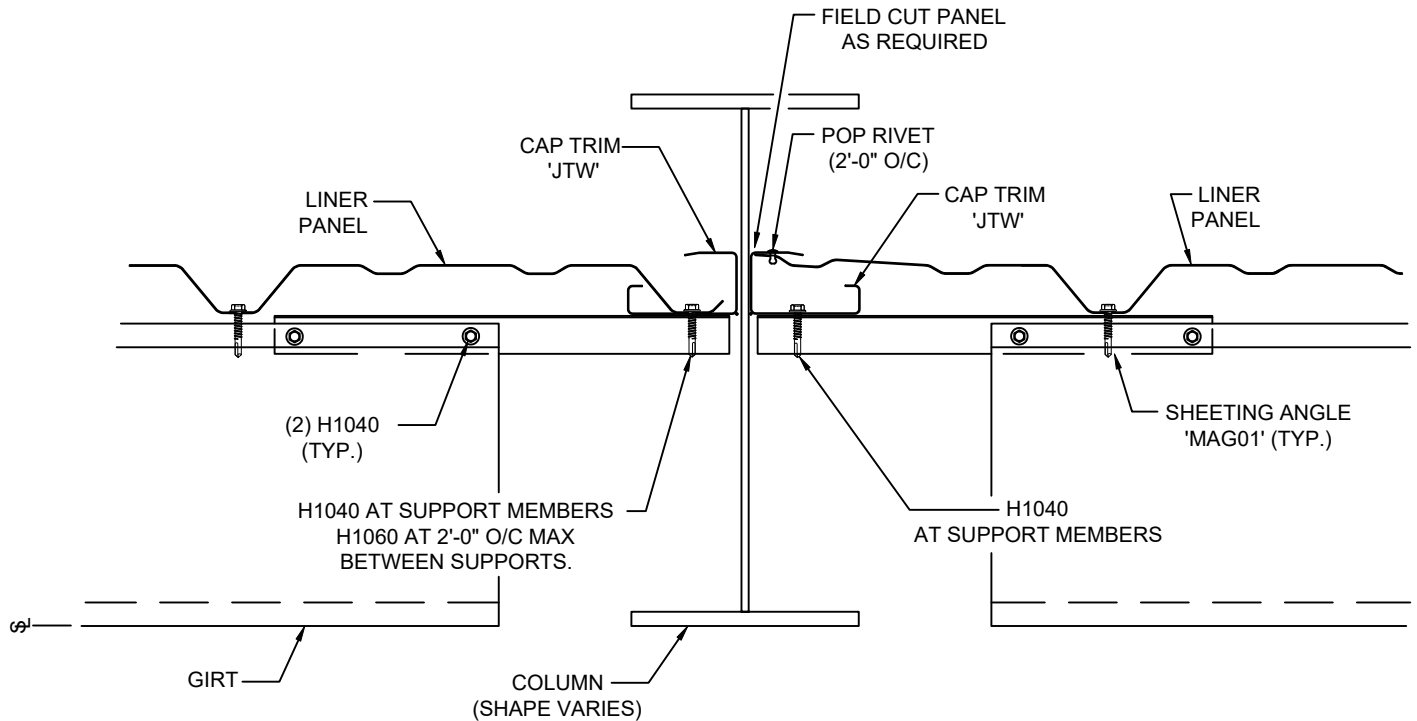 FIELD CUT PANEL
AS REQUIRED
CAP TRIM
'JTW'
POP RIVET
(2'-0" O/C)
LINER
PANEL
CAP TRIM
'JTW'
LINER
PANEL
(2) H1040
(TYP.)
SHEETING ANGLE
'MAG01' (TYP.)
H1040 AT SUPPORT MEMBERS
H1060 AT 2'-0" O/C MAX
BETWEEN SUPPORTS.
H1040
AT SUPPORT MEMBERS
GIRT
COLUMN
(SHAPE VARIES)